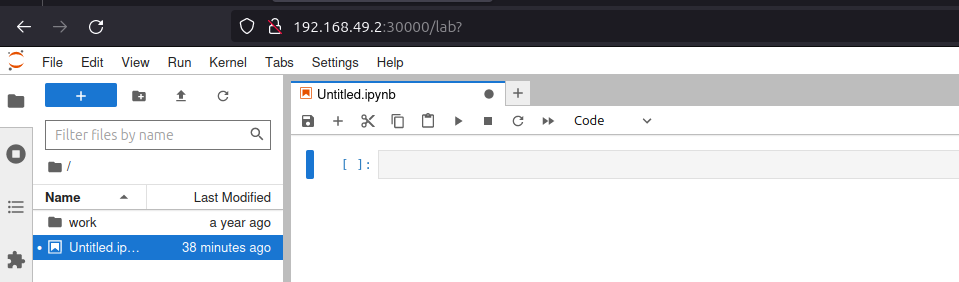 192.168.49.2:30000/lab?
File Edit View Run Kernel Tabs Settings Help
Untitled.ipynb
Code
Filter files by name
/
[ ]:
Name Last Modified
work a year ago
Untitled.ip… 38 minutes ago